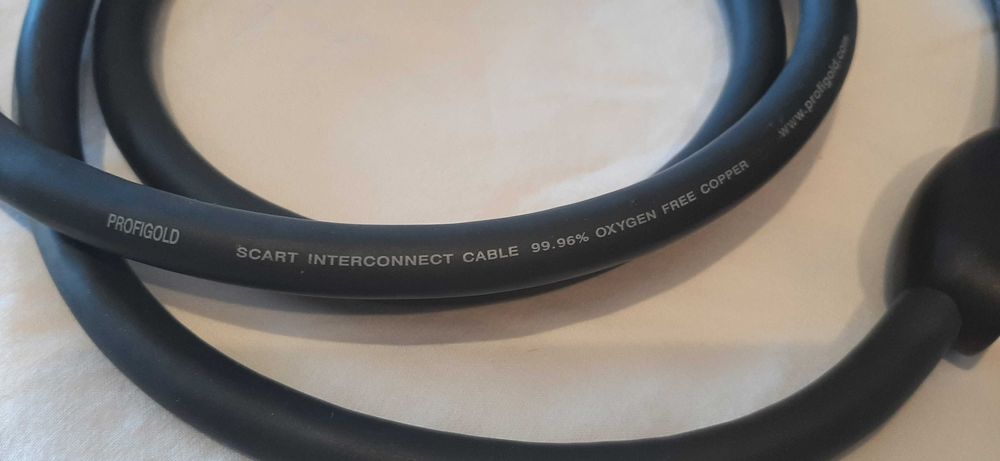 PROFIGOLD SCART INTERCONNECT CABLE 99.96% OXYGEN FREE COPPER www.profigold.com